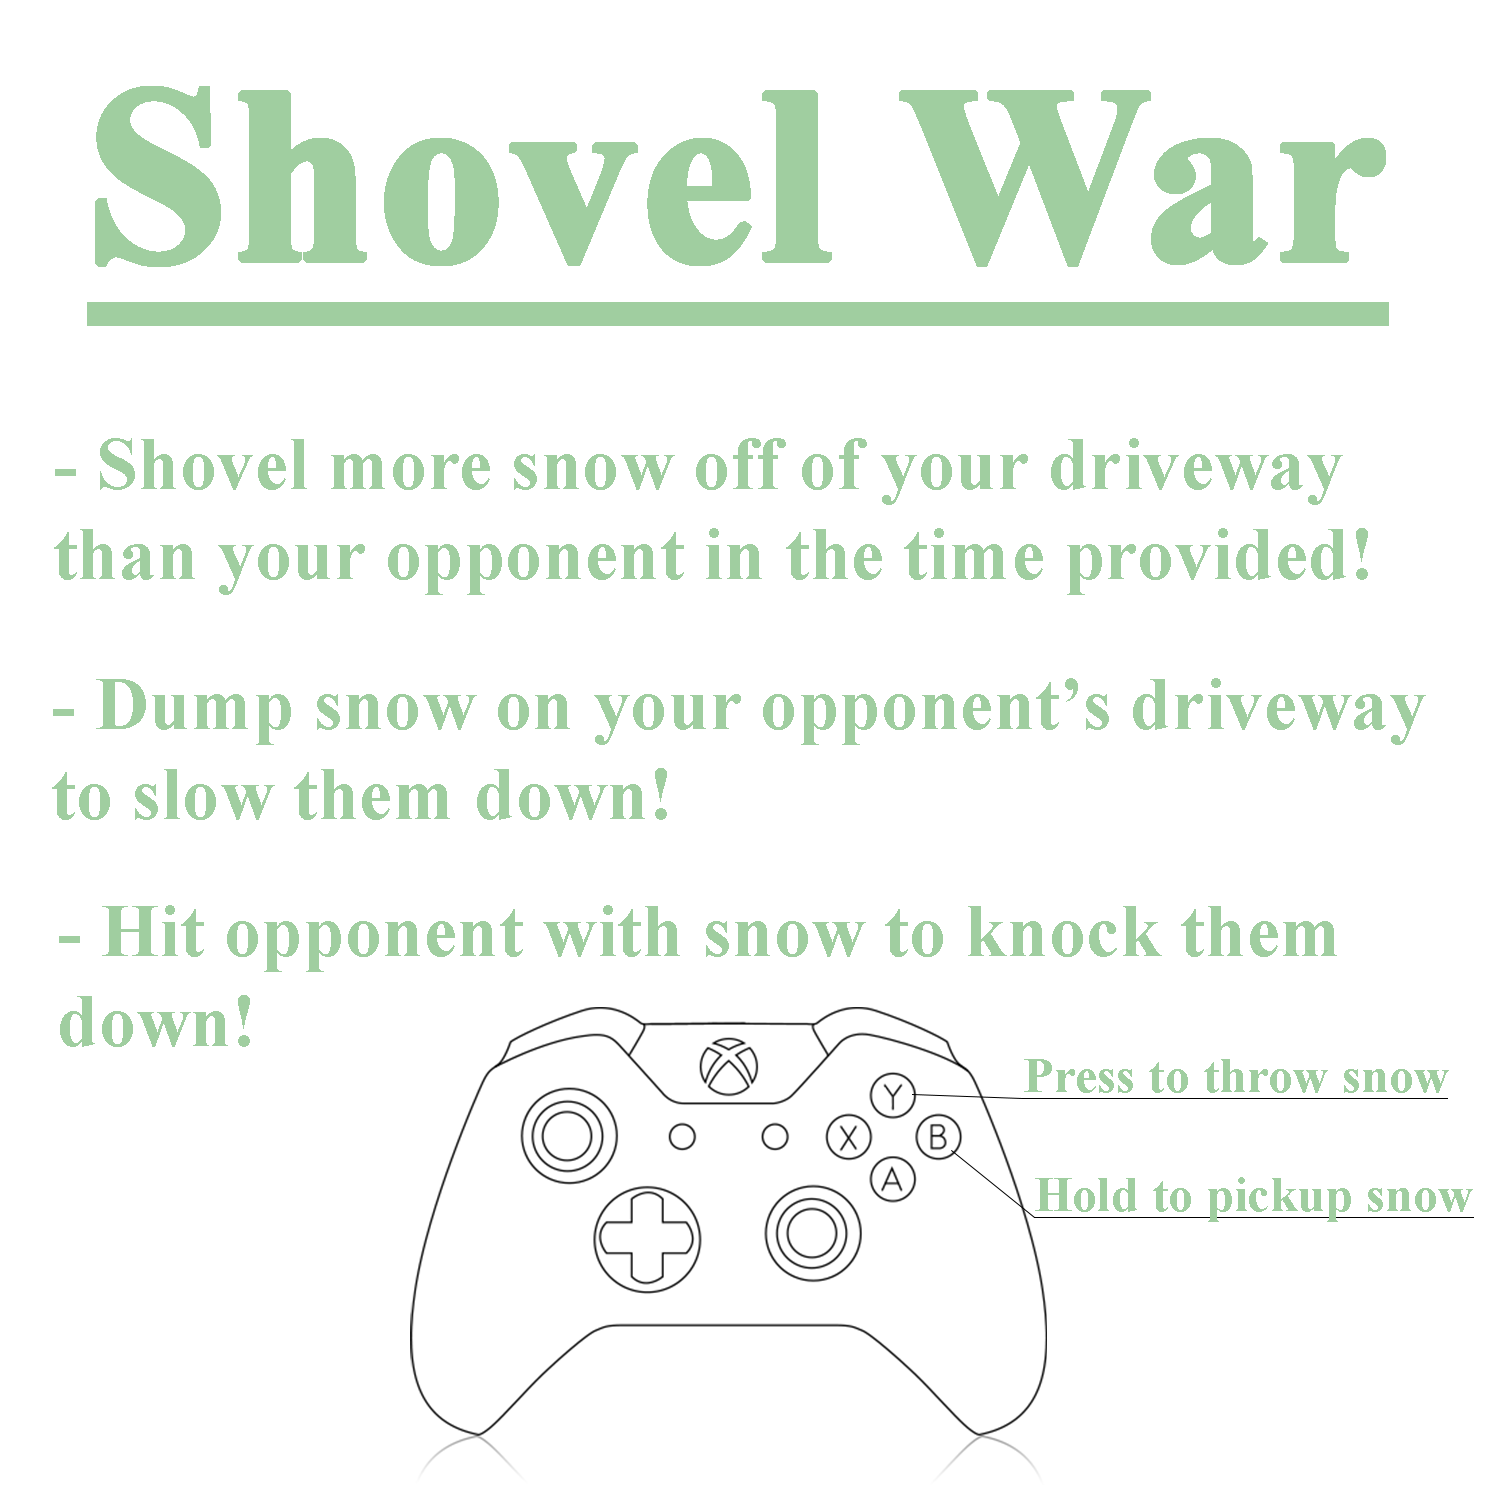 Shovel War
- Shovel more snow off of your driveway
than your opponent in the time provided!
- Dump snow on your opponent’s driveway
to slow them down!
- Hit opponent with snow to knock them
down!
Press to throw snow
Y
X
B
A
Hold to pickup snow